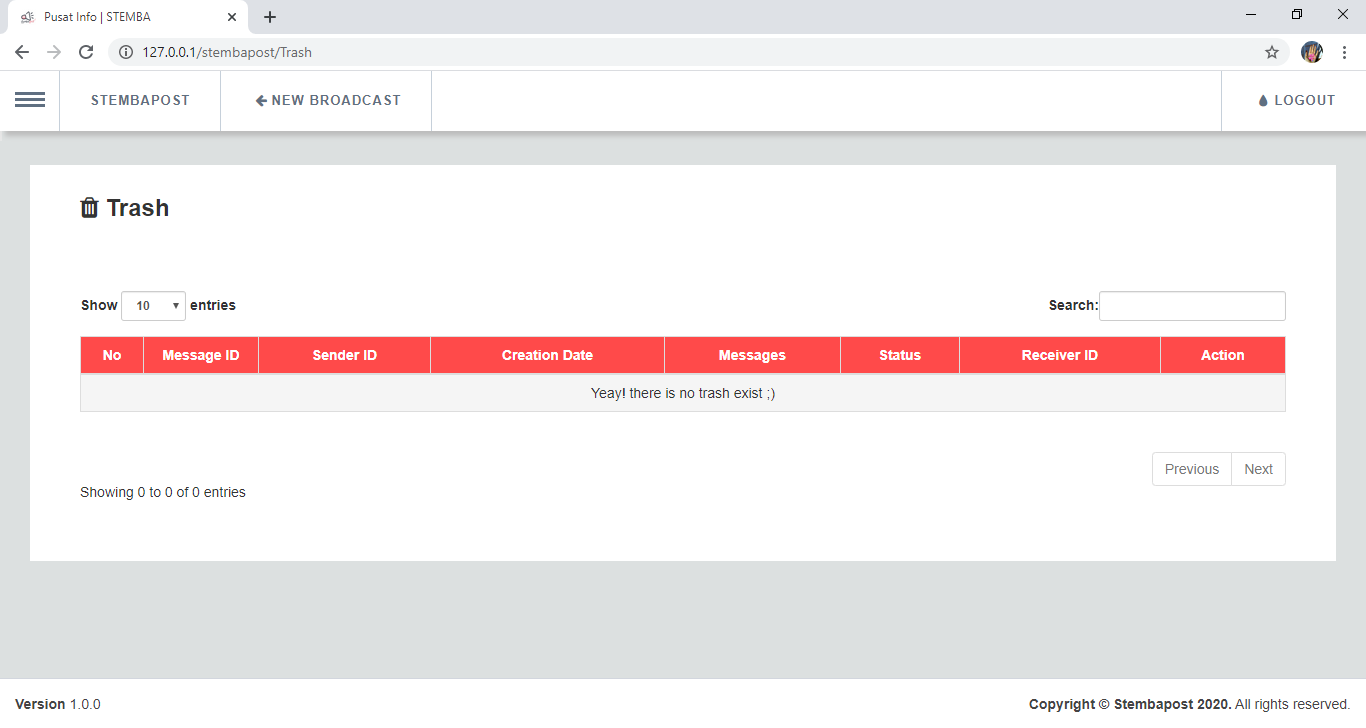 Pusat Info | STEMBA
127.0.0.1/stembapost/Trash
STEMBAPOST
NEW BROADCAST
LOGOUT
Trash
Show 10 entries
Search:
No Message ID Sender ID Creation Date Messages Status Receiver ID Action
Yeay! there is no trash exist ;)
Previous Next
Showing 0 to 0 of 0 entries
Version 1.0.0
Copyright © Stembapost 2020. All rights reserved.